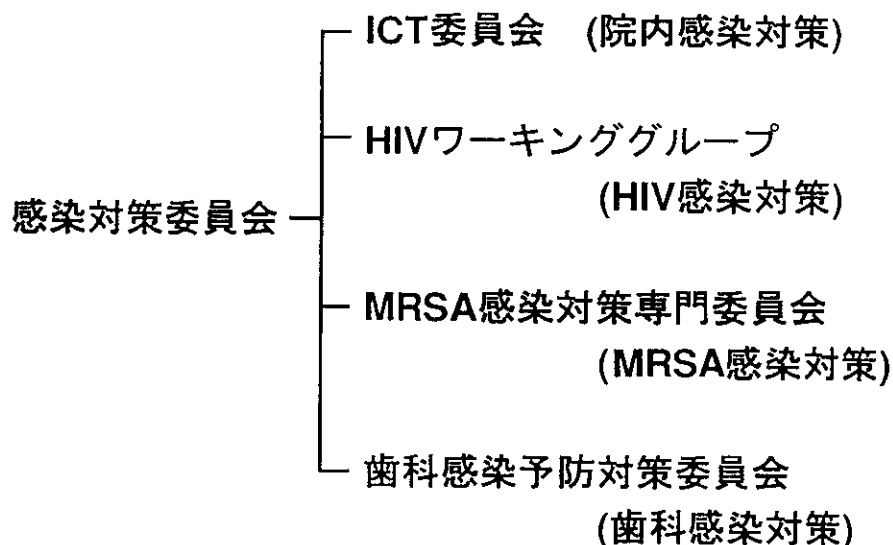 ICT委員会 (院内感染対策)
HIVワーキンググループ
(HIV感染対策)
感染対策委員会
MRSA感染対策専門委員会
(MRSA感染対策)
歯科感染予防対策委員会
(歯科感染対策)